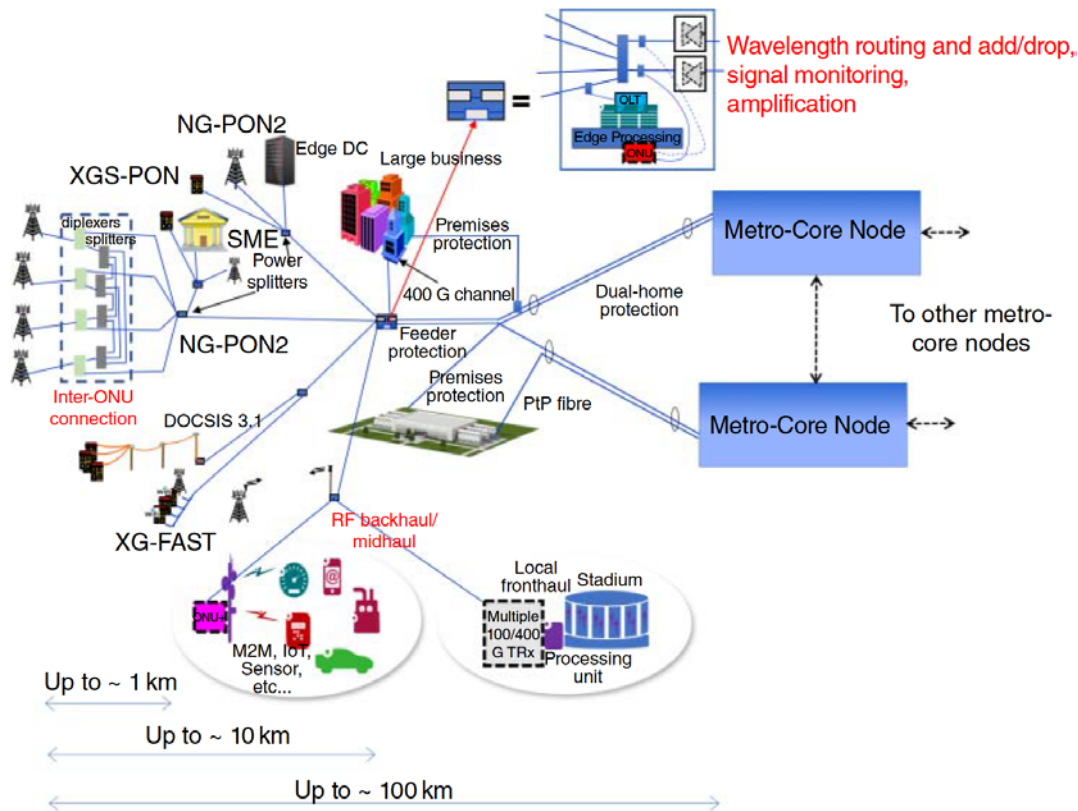 Wavelength routing and add/drop,
signal monitoring,
amplification
OLT
Edge Processing
ONU
=
NG-PON2
Edge DC
Large business
XGS-PON
diplexers
splitters
SME
Power
splitters
Premises
protection
400 G channel
Metro-Core Node
Dual-home
protection
To other metro-
core nodes
NG-PON2
Feeder
protection
Premises
protection
PtP fibre
Metro-Core Node
Inter-ONU
connection
DOCSIS 3.1
XG-FAST
RF backhaul/
midhaul
@
M2M, IoT,
Sensor,
etc...
Local
fronthaul
Stadium
Multiple
100/400
G TRx
Processing
unit
Up to ~ 1 km
Up to ~ 10 km
Up to ~ 100 km